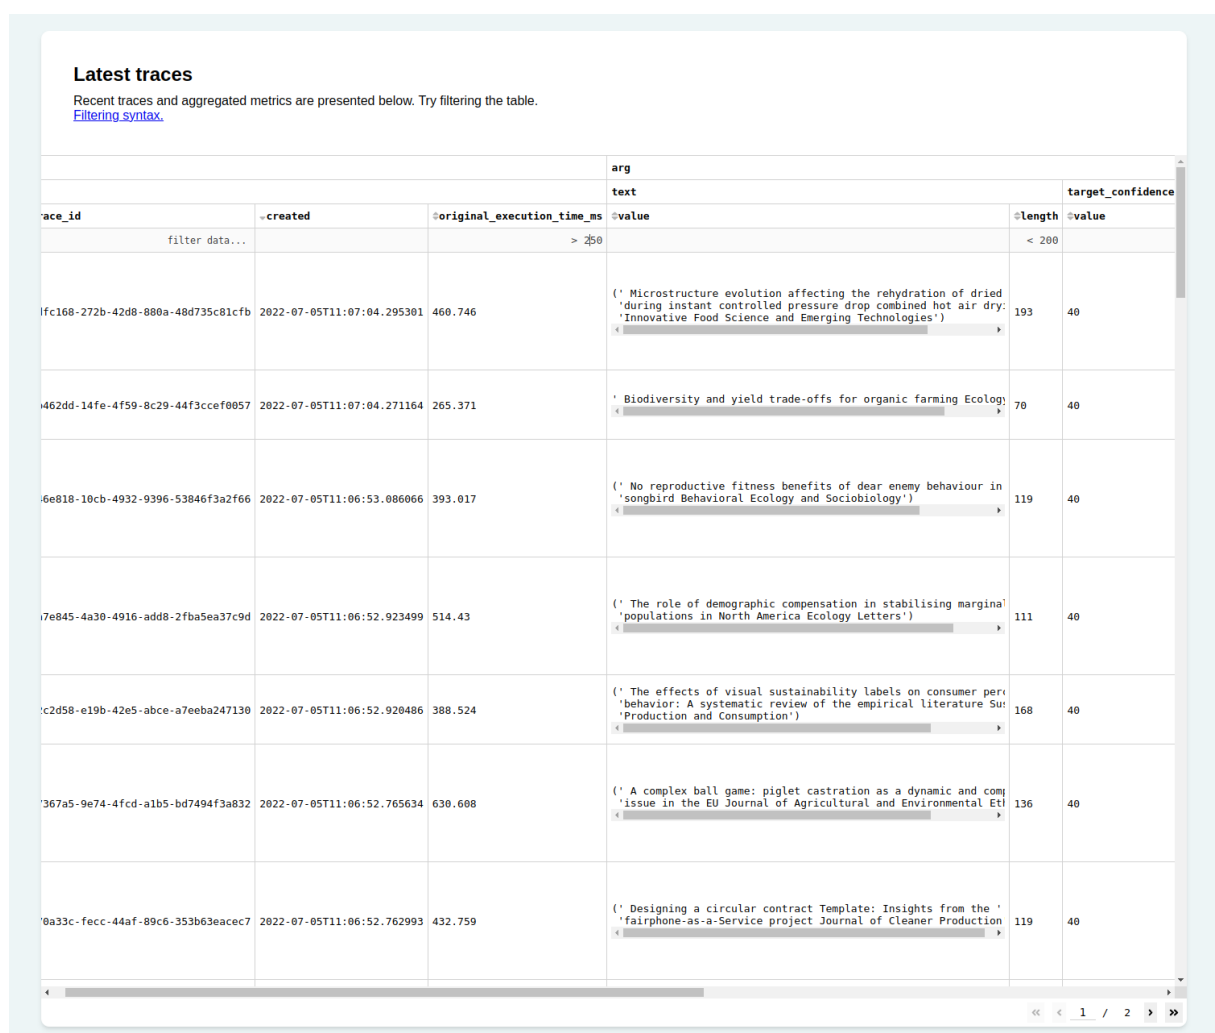 Latest traces
Recent traces and aggregated metrics are presented below. Try filtering the table.
Filtering syntax.
arg
text target_confidence
race_id created original_execution_time_ms value length value
filter data... > 250 < 200
fc168-272b-42d8-880a-48d735c81cfb 2022-07-05T11:07:04.295301 460.746 (' Microstructure evolution affecting the rehydration of dried
'during instant controlled pressure drop combined hot air dry
'Innovative Food Science and Emerging Technologies') 193 40
462dd-14fe-4f59-8c29-44f3ccef0057 2022-07-05T11:07:04.271164 265.371 ' Biodiversity and yield trade-offs for organic farming Ecology 70 40
6e818-10cb-4932-9396-53846f3a2f66 2022-07-05T11:06:53.086066 393.017 (' No reproductive fitness benefits of dear enemy behaviour in
'songbird Behavioral Ecology and Sociobiology') 119 40
7e845-4a30-4916-add8-2fba5ea37c9d 2022-07-05T11:06:52.923499 514.43 (' The role of demographic compensation in stabilising marginal
'populations in North America Ecology Letters') 111 40
c2d58-e19b-42e5-abce-a7eeba247130 2022-07-05T11:06:52.920486 388.524 (' The effects of visual sustainability labels on consumer perc
'behavior: A systematic review of the empirical literature Sus
'Production and Consumption') 168 40
367a5-9e74-4fcd-a1b5-bd7494f3a832 2022-07-05T11:06:52.765634 630.608 (' A complex ball game: piglet castration as a dynamic and comp
'issue in the EU Journal of Agricultural and Environmental Eth 136 40
0a33c-fecc-44af-89c6-353b63eacec7 2022-07-05T11:06:52.762993 432.759 (' Designing a circular contract Template: Insights from the '
'fairphone-as-a-Service project Journal of Cleaner Production 119 40
« ‹ 1 / 2 › »